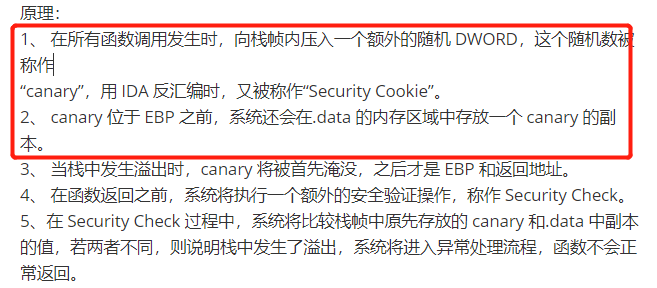 原理：
1、 在所有函数调用发生时，向栈帧内压入一个额外的随机 DWORD，这个随机数被
称作
“canary”，用 IDA 反汇编时，又被称作“Security Cookie”。
2、 canary 位于 EBP 之前，系统还会在.data 的内存区域中存放一个 canary 的副
本。
3、 当栈中发生溢出时，canary 将被首先淹没，之后才是 EBP 和返回地址。
4、 在函数返回之前，系统将执行一个额外的安全验证操作，称作 Security Check。
5、在 Security Check 过程中，系统将比较栈帧中原先存放的 canary 和.data 中副本
的值，若两者不同，则说明栈中发生了溢出，系统将进入异常处理流程，函数不会正
常返回。